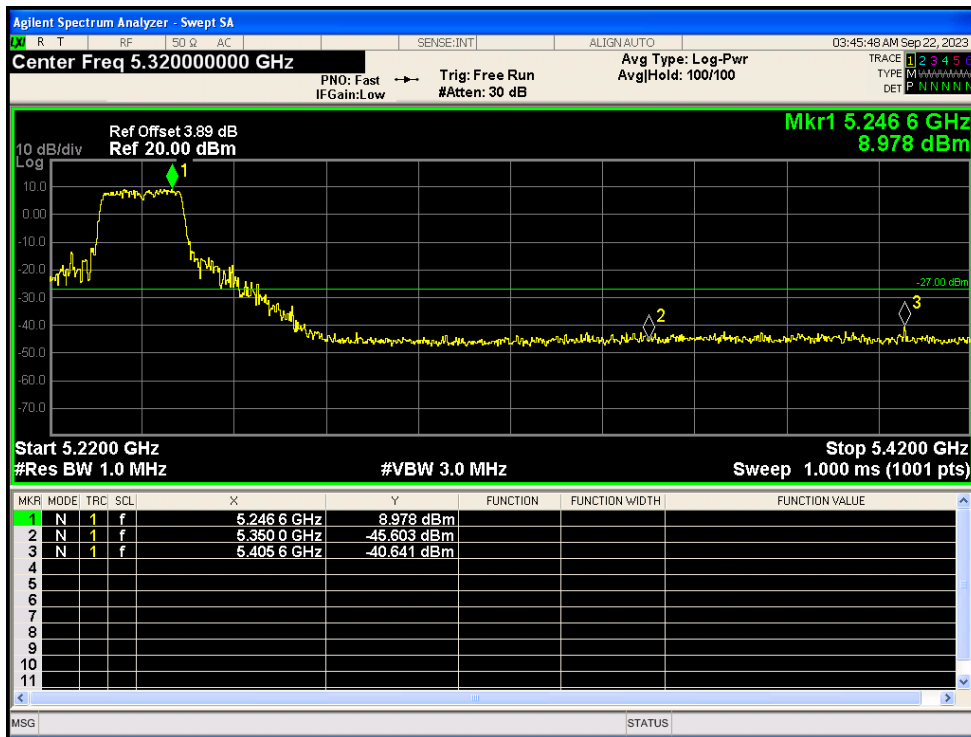 Agilent Spectrum Analyzer - Swept SA
LXI R T RF 50 Ω AC SENSE:INT ALIGN AUTO 03:45:48 AM Sep 22, 2023
Center Freq 5.320000000 GHz
PNO: Fast
IFGain:Low
Trig: Free Run
#Atten: 30 dB
Avg Type: Log-Pwr
Avg|Hold: 100/100
TRACE 1 2 3 4 5 6
TYPE M
DET P N N N N N
Mkr1 5.246 6 GHz
8.978 dBm
Ref Offset 3.89 dB
10 dB/div Ref 20.00 dBm
Log
1
10.0
0.00
-10.0
-20.0
-27.00 dBm
-30.0
3
2
-40.0
-50.0
-60.0
-70.0
Start 5.2200 GHz Stop 5.4200 GHz
#Res BW 1.0 MHz #VBW 3.0 MHz Sweep 1.000 ms (1001 pts)
MKR MODE TRC SCL X Y FUNCTION FUNCTION WIDTH FUNCTION VALUE
1 N 1 f 5.246 6 GHz 8.978 dBm
2 N 1 f 5.350 0 GHz -45.603 dBm
3 N 1 f 5.405 6 GHz -40.641 dBm
4
5
6
7
8
9
10
11
MSG STATUS